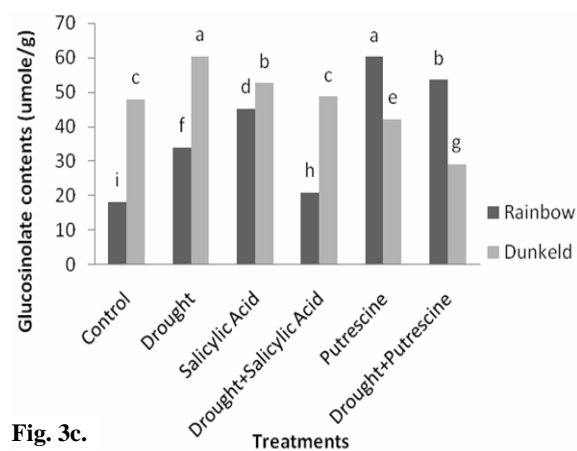 Glucosinolate contents (umole/g)
70
60
50
40
30
20
10
0
i
c
f
a
d
b
h
c
a
e
b
g
Rainbow
Dunkeld
Control
Drought
Salicylic Acid
Drought+Salicylic Acid
Putrescine
Drought+Putrescine
Treatments
Fig. 3c.